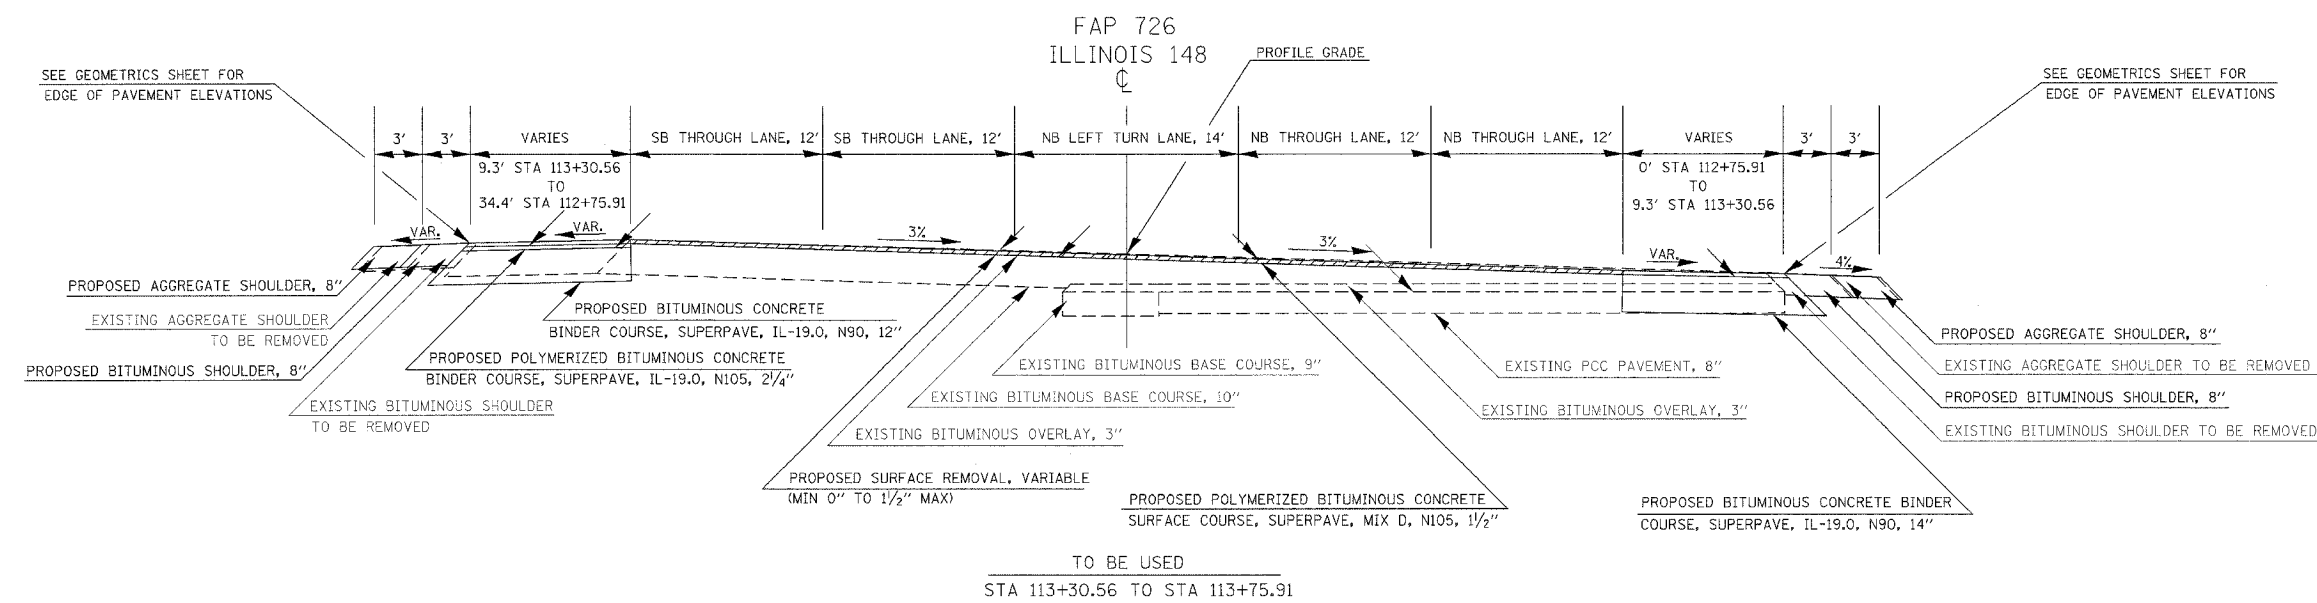 FAP 726
ILLINOIS 148
℄
PROFILE GRADE
SEE GEOMETRICS SHEET FOR
EDGE OF PAVEMENT ELEVATIONS
SEE GEOMETRICS SHEET FOR
EDGE OF PAVEMENT ELEVATIONS
3'
3'
VARIES
SB THROUGH LANE, 12'
SB THROUGH LANE, 12'
NB LEFT TURN LANE, 14'
NB THROUGH LANE, 12'
NB THROUGH LANE, 12'
VARIES
3'
3'
9.3' STA 113+30.56
TO
34.4' STA 112+75.91
0' STA 112+75.91
TO
9.3' STA 113+30.56
VAR.
VAR.
3%
3%
VAR.
4%
PROPOSED AGGREGATE SHOULDER, 8"
EXISTING AGGREGATE SHOULDER
TO BE REMOVED
PROPOSED BITUMINOUS SHOULDER, 8"
EXISTING BITUMINOUS SHOULDER
TO BE REMOVED
PROPOSED BITUMINOUS CONCRETE
BINDER COURSE, SUPERPAVE, IL-19.0, N90, 12"
PROPOSED POLYMERIZED BITUMINOUS CONCRETE
BINDER COURSE, SUPERPAVE, IL-19.0, N105, 2 1/4"
EXISTING BITUMINOUS BASE COURSE, 9"
EXISTING BITUMINOUS BASE COURSE, 10"
EXISTING BITUMINOUS OVERLAY, 3"
PROPOSED SURFACE REMOVAL, VARIABLE
(MIN 0" TO 1 1/2" MAX)
EXISTING PCC PAVEMENT, 8"
EXISTING BITUMINOUS OVERLAY, 3"
PROPOSED POLYMERIZED BITUMINOUS CONCRETE
SURFACE COURSE, SUPERPAVE, MIX D, N105, 1 1/2"
PROPOSED BITUMINOUS CONCRETE BINDER
COURSE, SUPERPAVE, IL-19.0, N90, 14"
PROPOSED AGGREGATE SHOULDER, 8"
EXISTING AGGREGATE SHOULDER TO BE REMOVED
PROPOSED BITUMINOUS SHOULDER, 8"
EXISTING BITUMINOUS SHOULDER TO BE REMOVED
TO BE USED
STA 113+30.56 TO STA 113+75.91